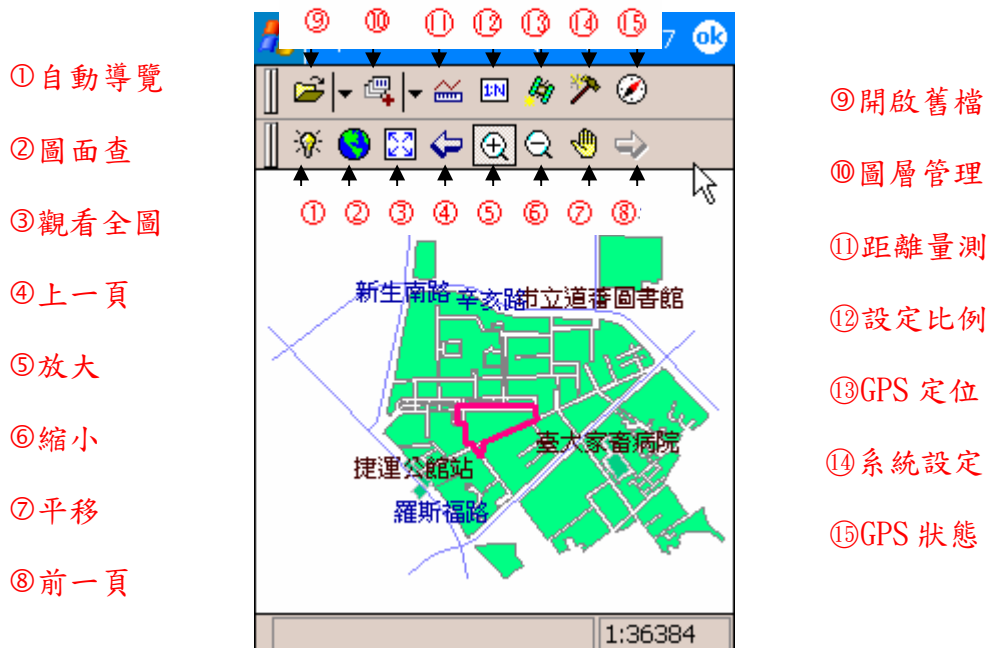 ⑨ ⑩ ⑪ ⑫ ⑬ ⑭ ⑮
7 ok
1:N
① ② ③ ④ ⑤ ⑥ ⑦ ⑧
①自動導覽
②圖面查
③觀看全圖
④上一頁
⑤放大
⑥縮小
⑦平移
⑧前一頁
新生南路
辛亥路
市立道藩圖書館
臺大家畜病院
捷運公館站
羅斯福路
1:36384
⑨開啟舊檔
⑩圖層管理
⑪距離量測
⑫設定比例
⑬GPS 定位
⑭系統設定
⑮GPS 狀態